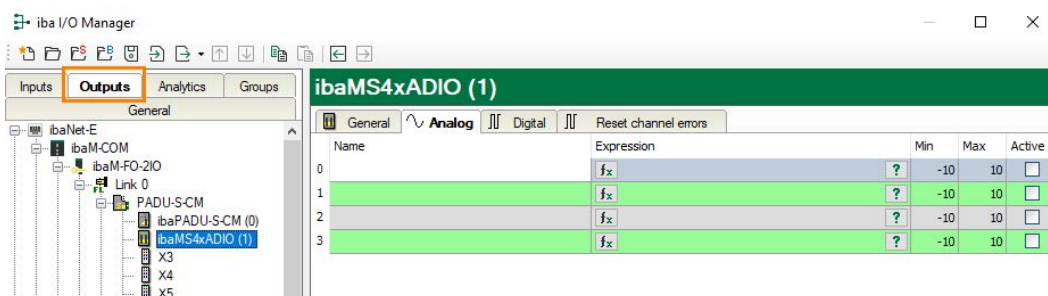 iba I/O Manager
Inputs Outputs Analytics Groups
General
ibaNet-E
ibaM-COM
ibaM-FO-2IO
Link 0
PADU-S-CM
ibaPADU-S-CM (0)
ibaMS4xADIO (1)
X3
X4
X5
ibaMS4xADIO (1)
General Analog Digital Reset channel errors
Name Expression Min Max Active
0 fx ? -10 10
1 fx ? -10 10
2 fx ? -10 10
3 fx ? -10 10